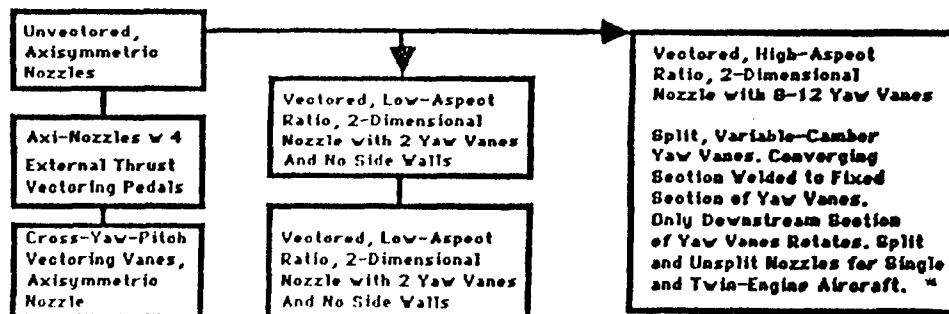 Unvectored,
Axisymmetric
Nozzles
Axi-Nozzles w 4
External Thrust
Vectoring Pedals
Cross-Yaw-Pitch
Vectoring Vanes,
Axisymmetric
Nozzle
Vectored, Low-Aspect
Ratio, 2-Dimensional
Nozzle with 2 Yaw Vanes
And No Side Walls
Vectored, Low-Aspect
Ratio, 2-Dimensional
Nozzle with 2 Yaw Vanes
And No Side Walls
Vectored, High-Aspect
Ratio, 2-Dimensional
Nozzle with 8-12 Yaw Vanes
Split, Variable-Camber
Yaw Vanes. Converging
Section Welded to Fixed
Section of Yaw Vanes.
Only Downstream Section
of Yaw Vanes Rotates. Split
and Unsplit Nozzles for Single
and Twin-Engine Aircraft. *